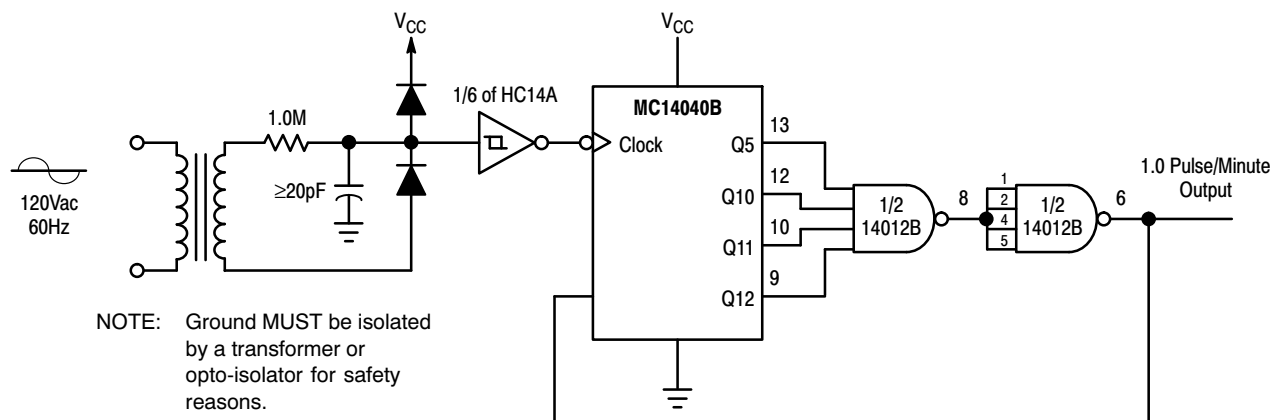 V_CC
V_CC
1/6 of HC14A
MC14040B
1.0M
13
Clock
Q5
1.0 Pulse/Minute
Output
≥20pF
12
Q10
1/2
14012B
8
1
2
4
5
1/2
14012B
6
120Vac
60Hz
10
Q11
9
Q12
NOTE: Ground MUST be isolated
by a transformer or
opto-isolator for safety
reasons.